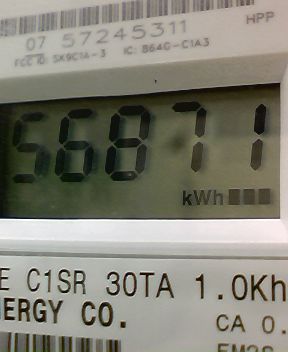 HPP
07 57245311
FCC ID: SK9C1A-3 IC: 864G-C1A3
56871
kWh
E C1SR 30TA 1.0Kh
ERGY CO.
CA 0.